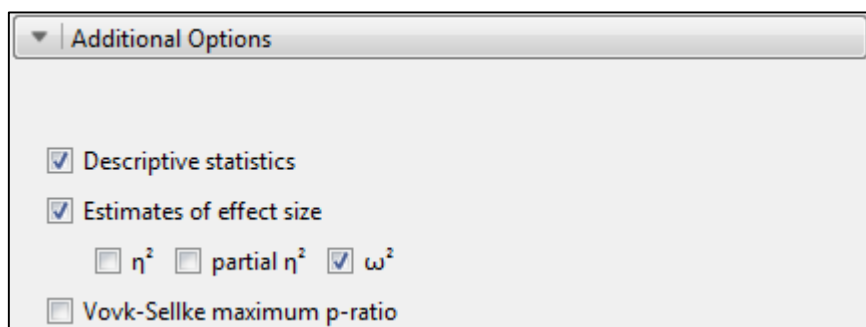 Additional Options
Descriptive statistics
Estimates of effect size
η² partial η² ω²
Vovk-Sellke maximum p-ratio